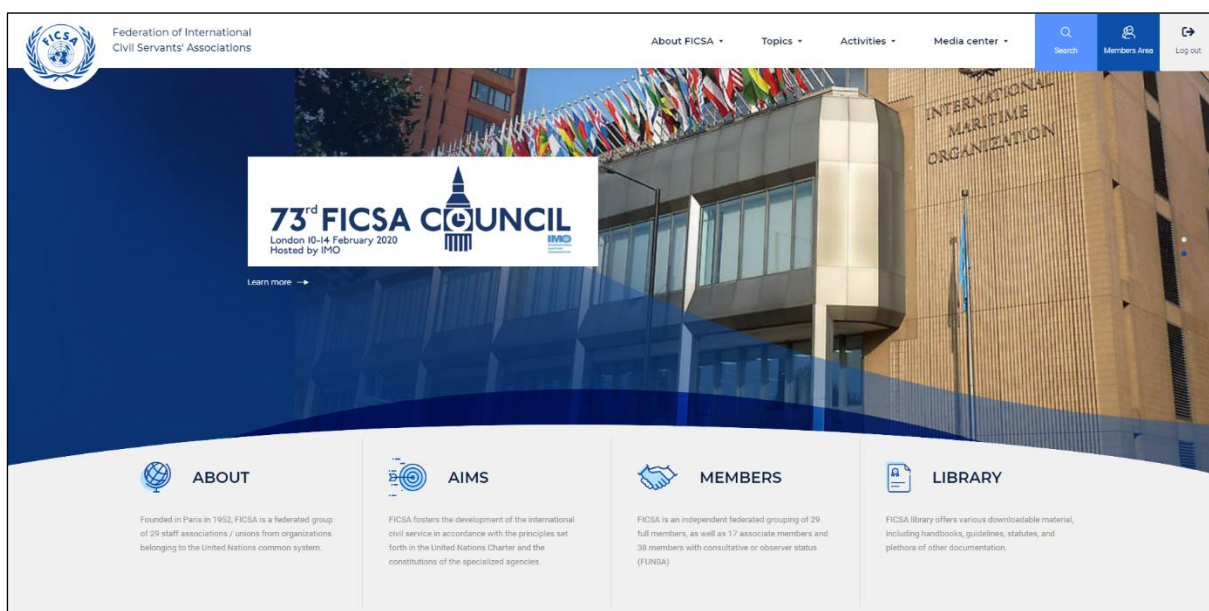 FICSA
Federation of International
Civil Servants' Associations
About FICSA
Topics
Activities
Media center
Search
Members Area
Log out
INTERNATIONAL
MARITIME
ORGANIZATION
73rd FICSA COUNCIL
London 10-14 February 2020
Hosted by IMO
IMO
Learn more →
ABOUT
Founded in Paris in 1952, FICSA is a federated group
of 29 staff associations / unions from organizations
belonging to the United Nations common system.
AIMS
FICSA fosters the development of the international
civil service in accordance with the principles set
forth in the United Nations Charter and the
constitutions of the specialized agencies.
MEMBERS
FICSA is an independent federated grouping of 29
full members, as well as 17 associate members and
38 members with consultative or observer status
(FUNSA)
LIBRARY
FICSA library offers various downloadable material,
including handbooks, guidelines, statutes, and
plethora of other documentation.